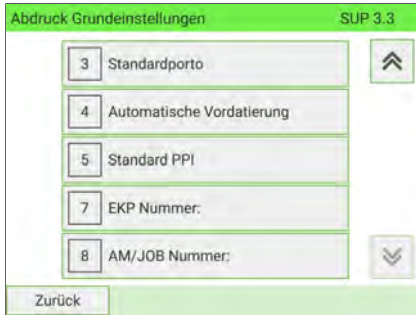 Abdruck Grundeinstellungen SUP 3.3
3 Standardporto
4 Automatische Vordatierung
5 Standard PPI
7 EKP Nummer:
8 AM/JOB Nummer:
Zurück